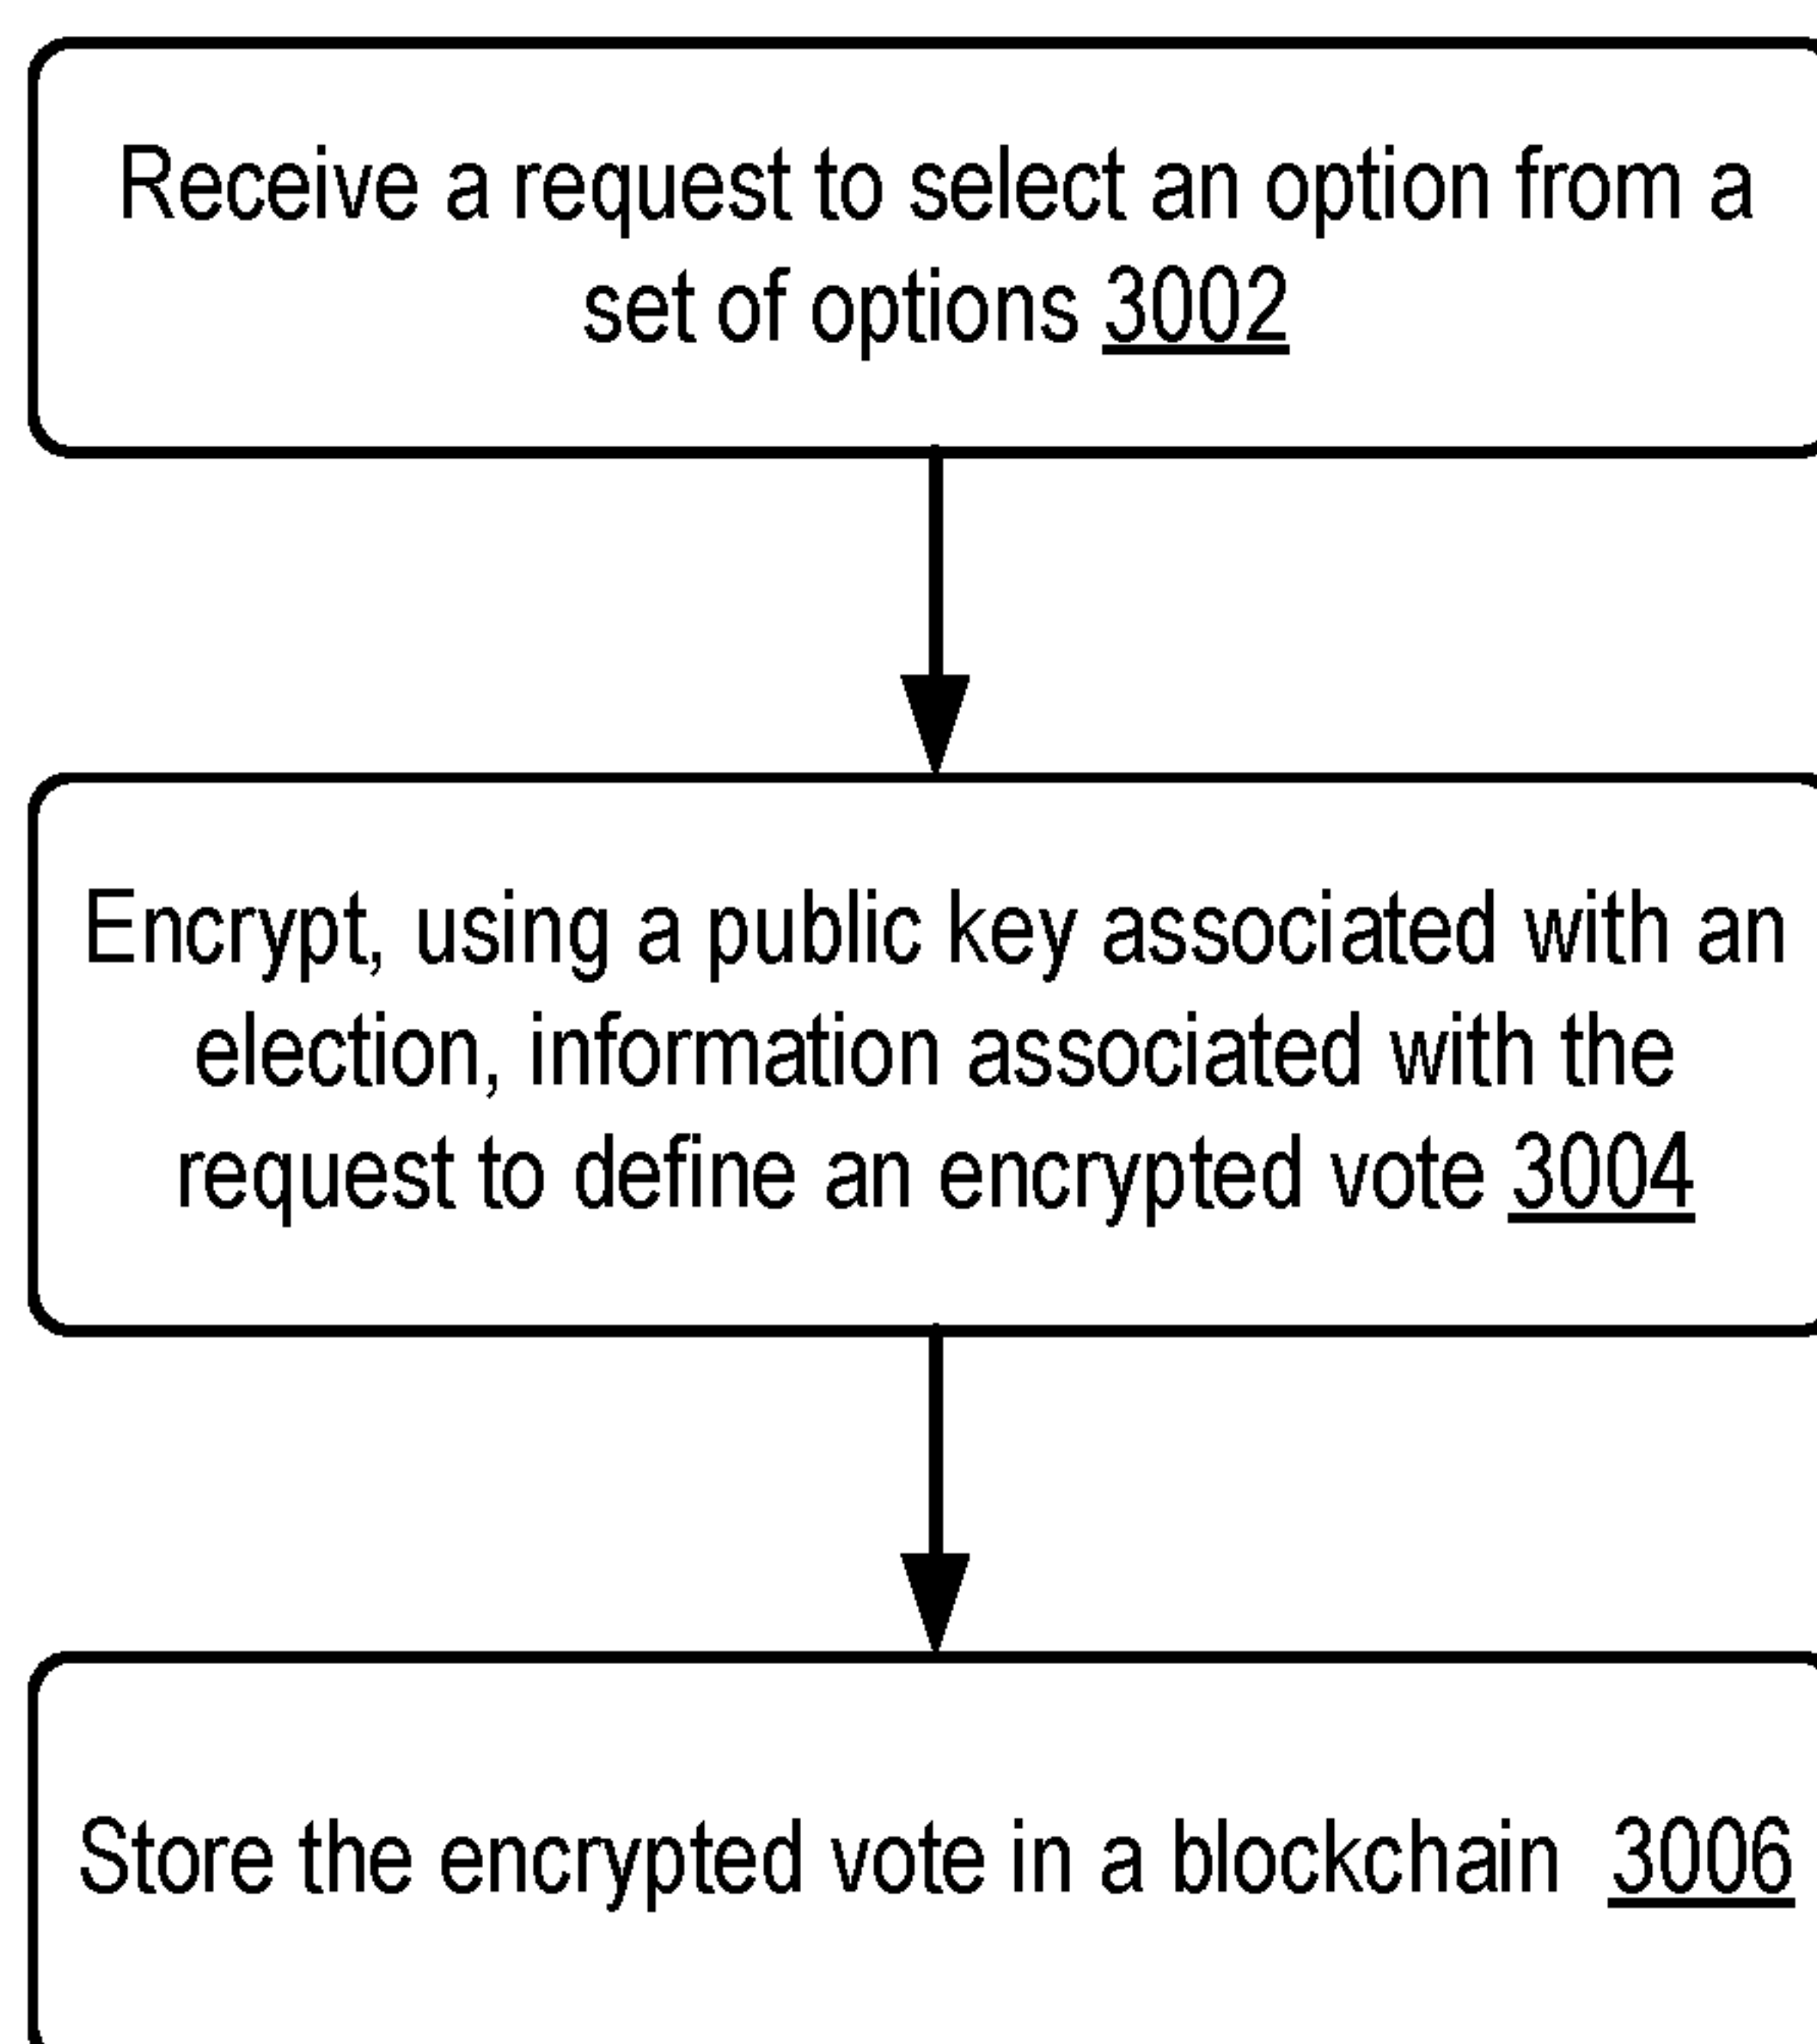 Receive a request to select an option from a
set of options 3002
Encrypt, using a public key associated with an
election, information associated with the
request to define an encrypted vote 3004
Store the encrypted vote in a blockchain 3006